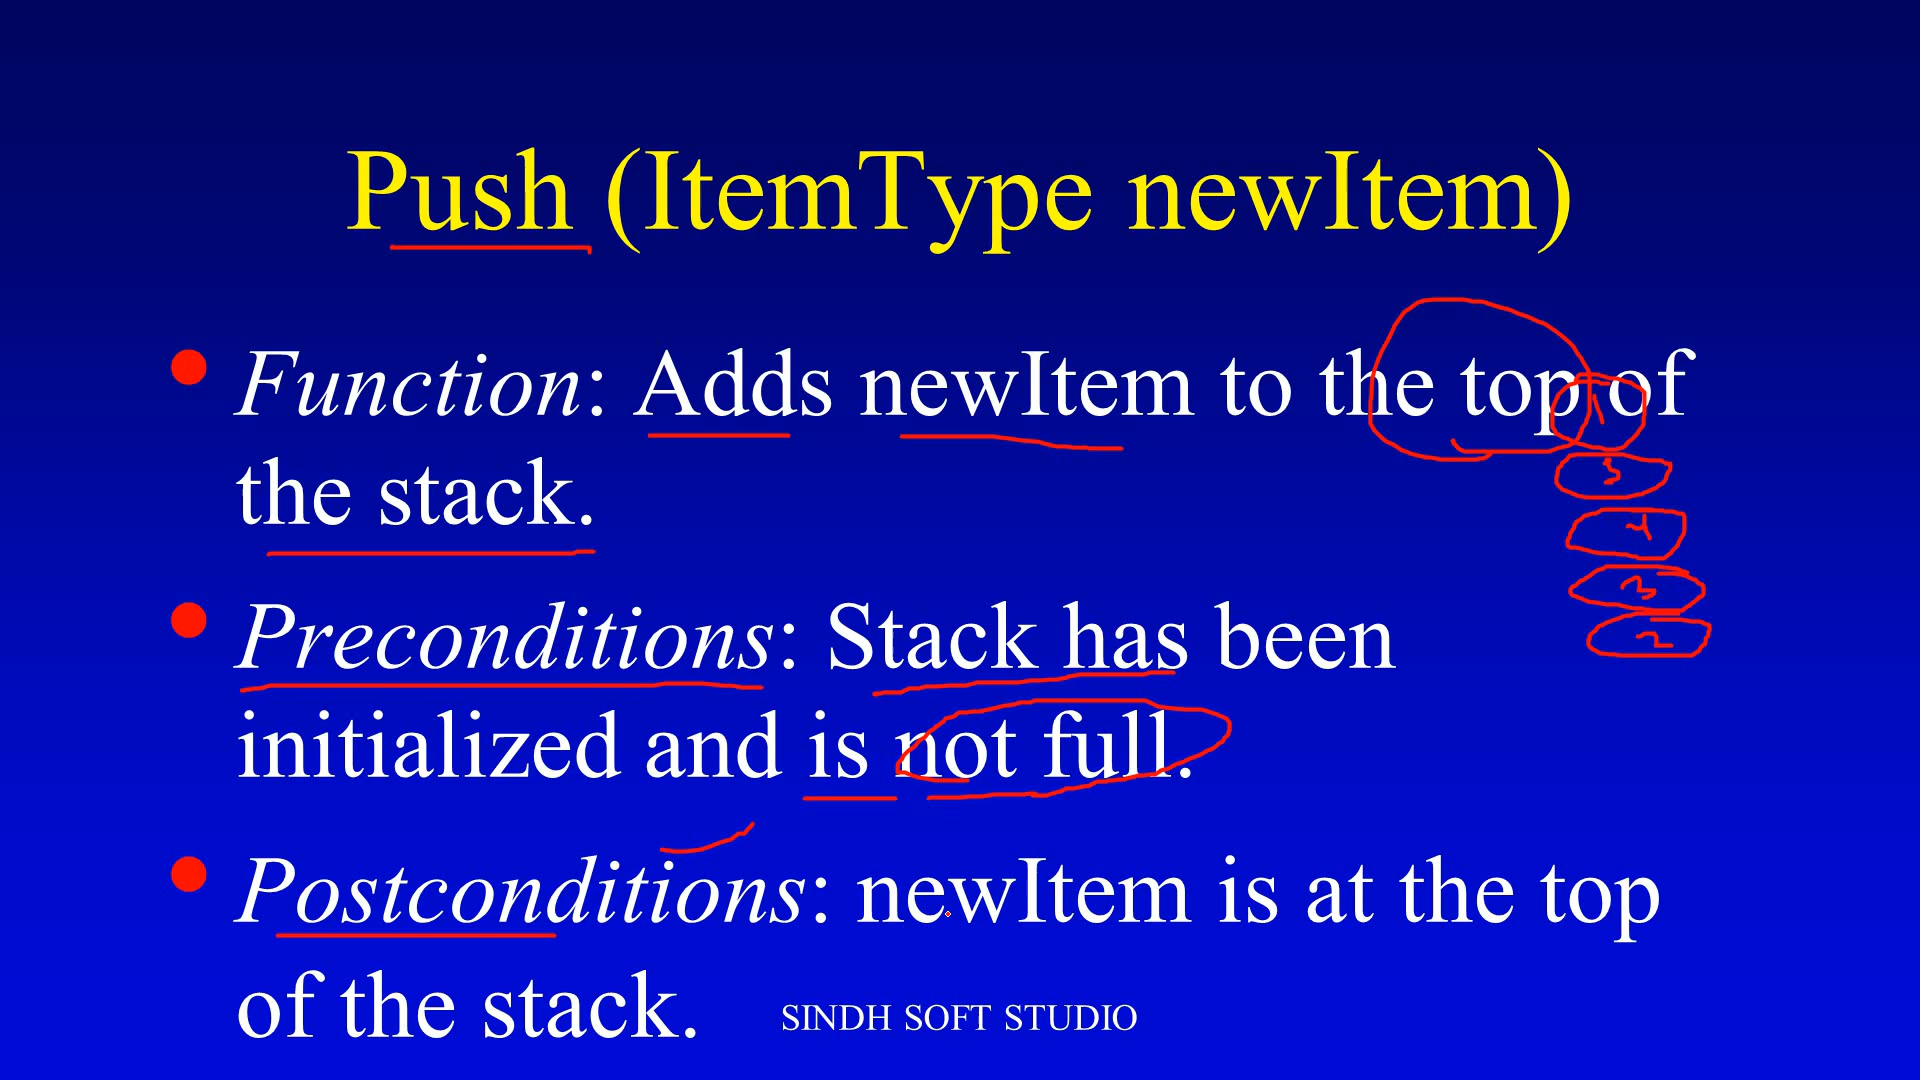 Push (ItemType newItem)
• Function: Adds newItem to the top of
the stack.
• Preconditions: Stack has been
initialized and is not full.
• Postconditions: newItem is at the top
of the stack.
SINDH SOFT STUDIO